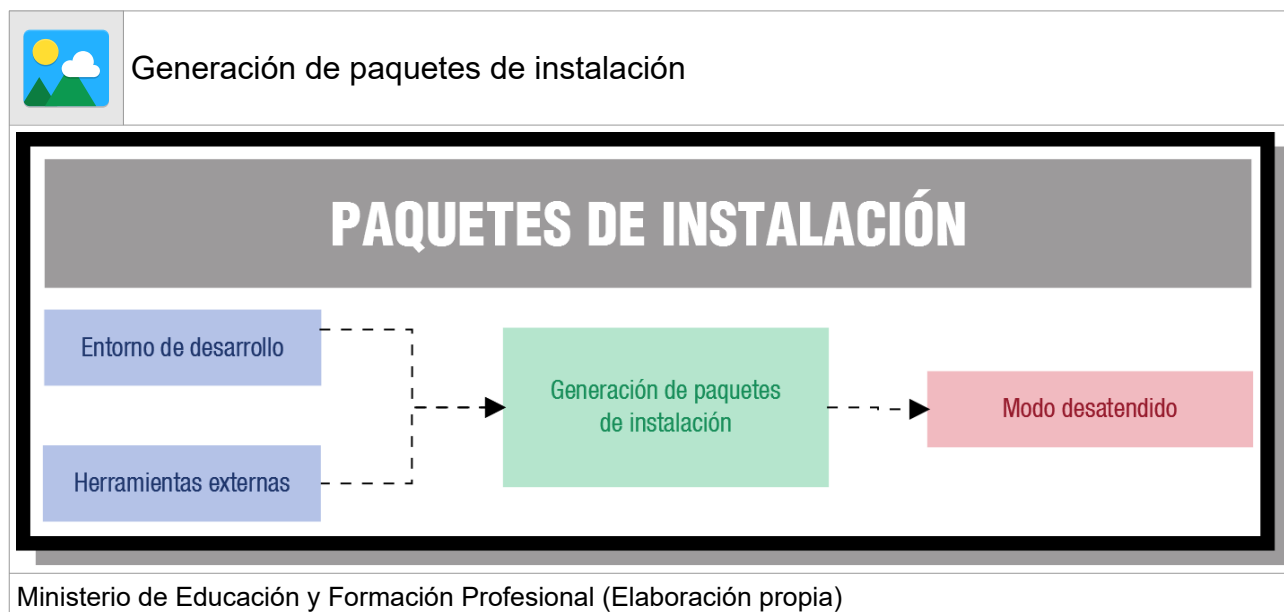 Generación de paquetes de instalación
PAQUETES DE INSTALACIÓN
Entorno de desarrollo
Herramientas externas
Generación de paquetes
de instalación
Modo desatendido
Ministerio de Educación y Formación Profesional (Elaboración propia)